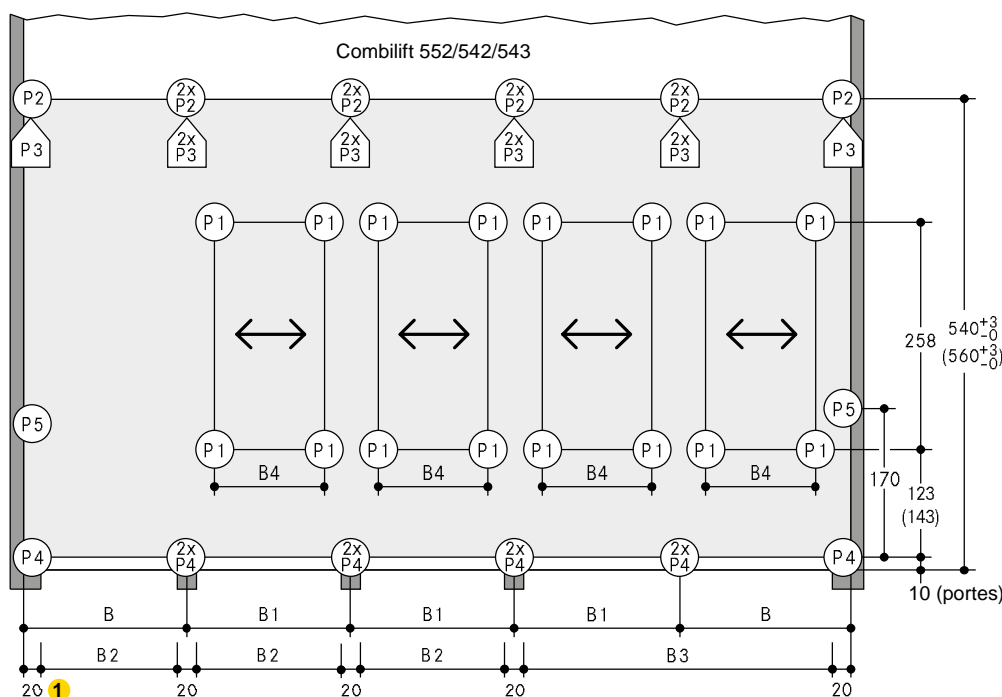 Combilift 552/542/543
P2 2x P2 2x P2 2x P2 2x P2 P2
P3 2x P3 2x P3 2x P3 2x P3 P3
P1 P1 P1 P1 P1 P1 P1 P1
258
540+3-0
(560+3-0)
P5 P5
P1 P1 P1 P1 P1 P1 P1 P1
B4 B4 B4 B4
170
123
(143)
P4 2x P4 2x P4 2x P4 2x P4 P4
10 (portes)
B B1 B1 B1 B
B2 B2 B2 B3
20 1 20 20 20 20